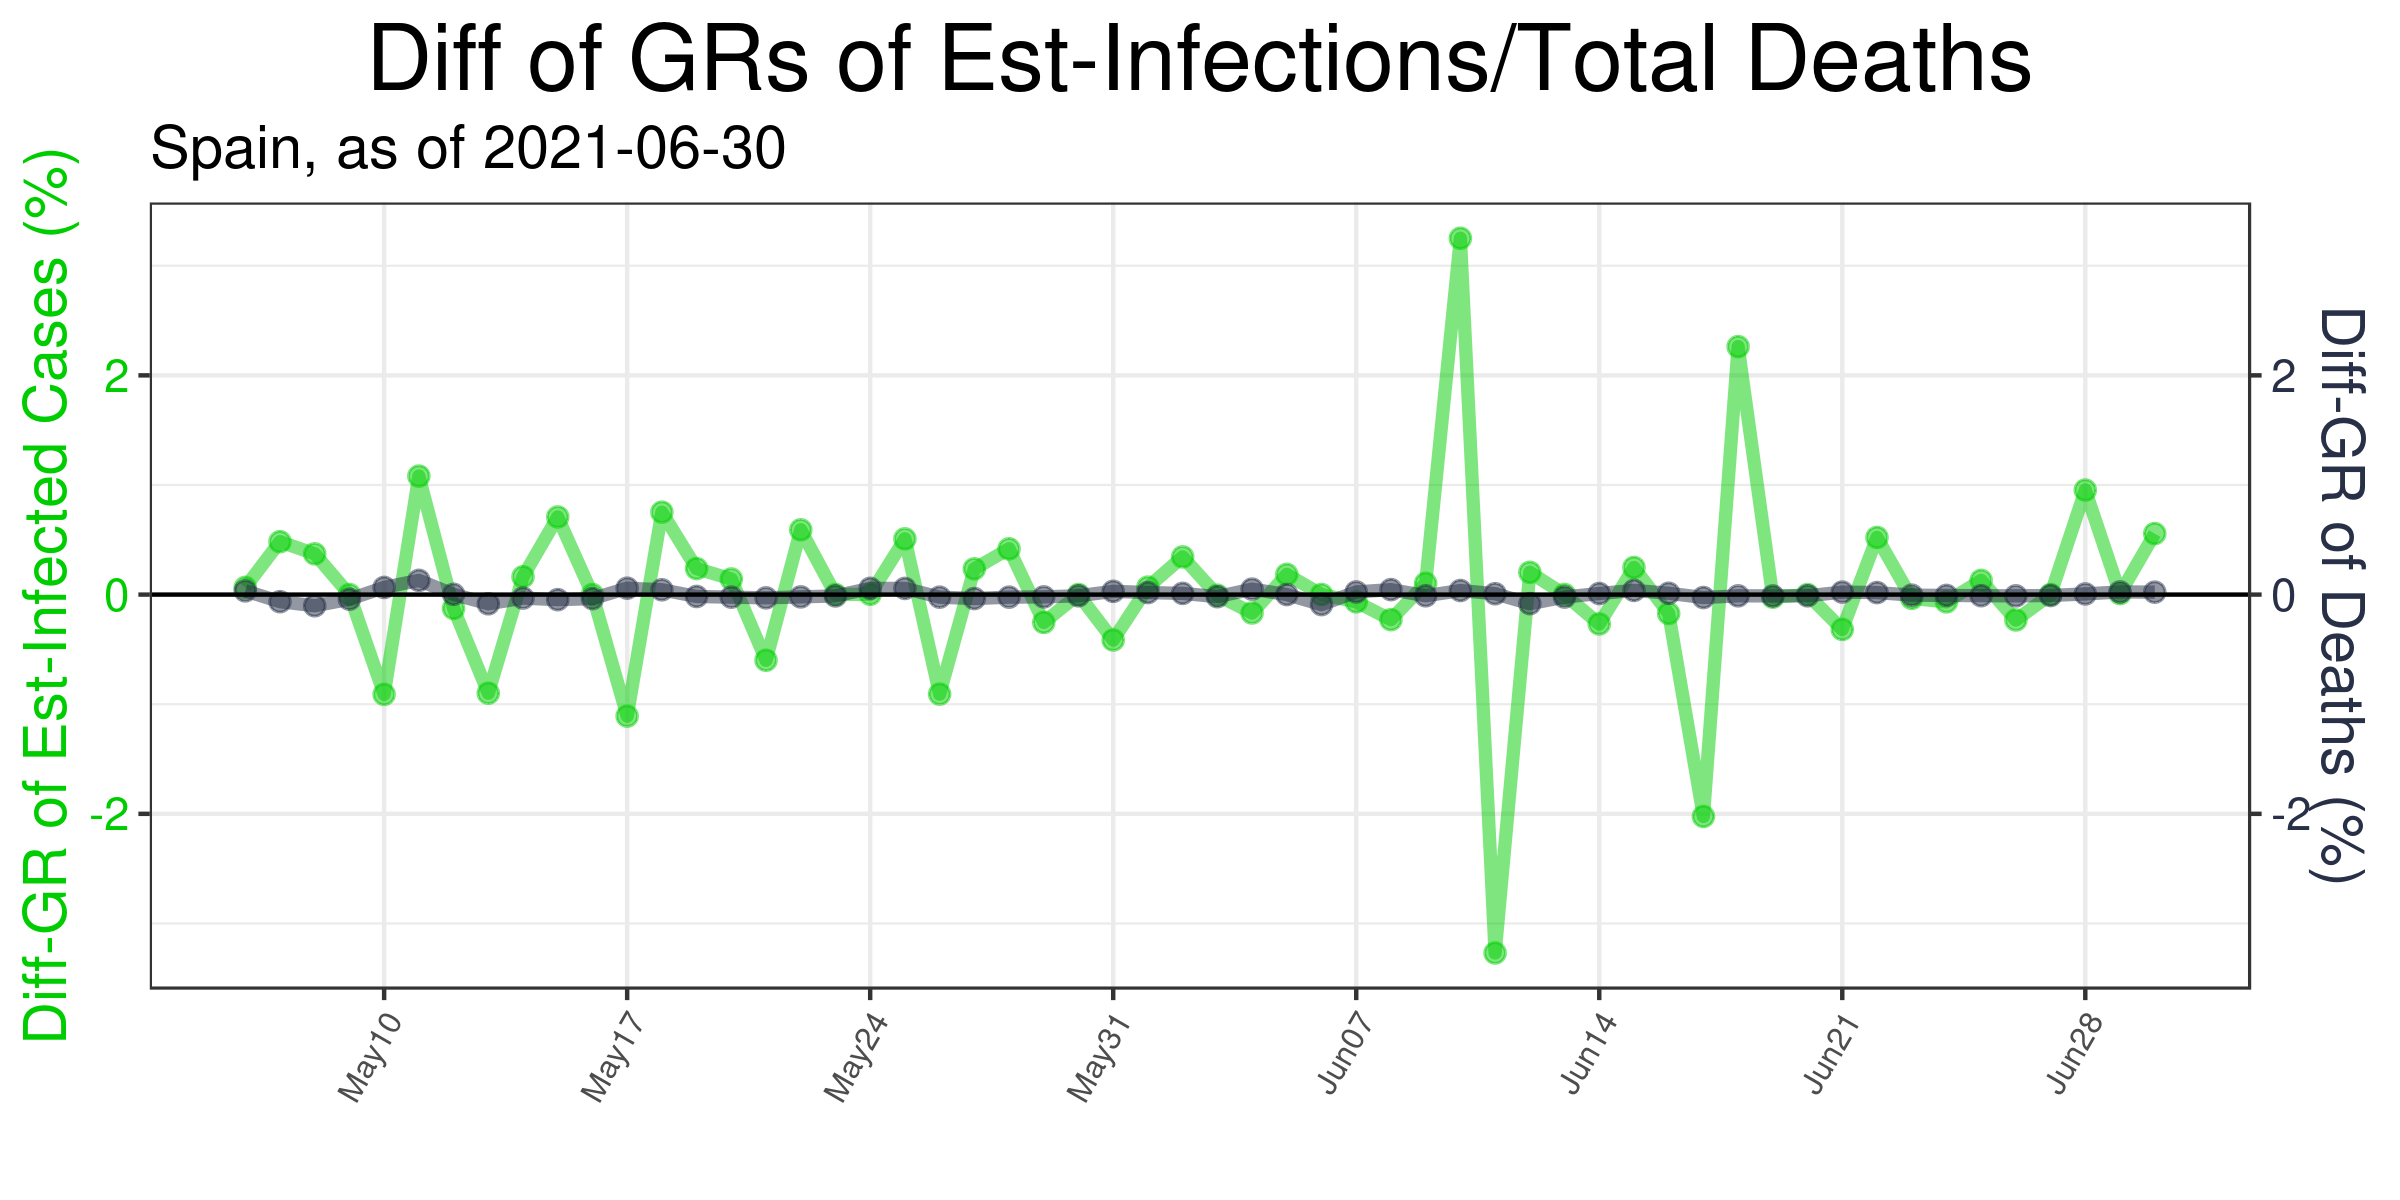 Diff of GRs of Est-Infections/Total Deaths
Spain, as of 2021-06-30
Diff-GR of Est-Infected Cases (%)
2
0
-2
2
0
-2
Diff-GR of Deaths (%)
May10
May17
May24
May31
Jun07
Jun14
Jun21
Jun28